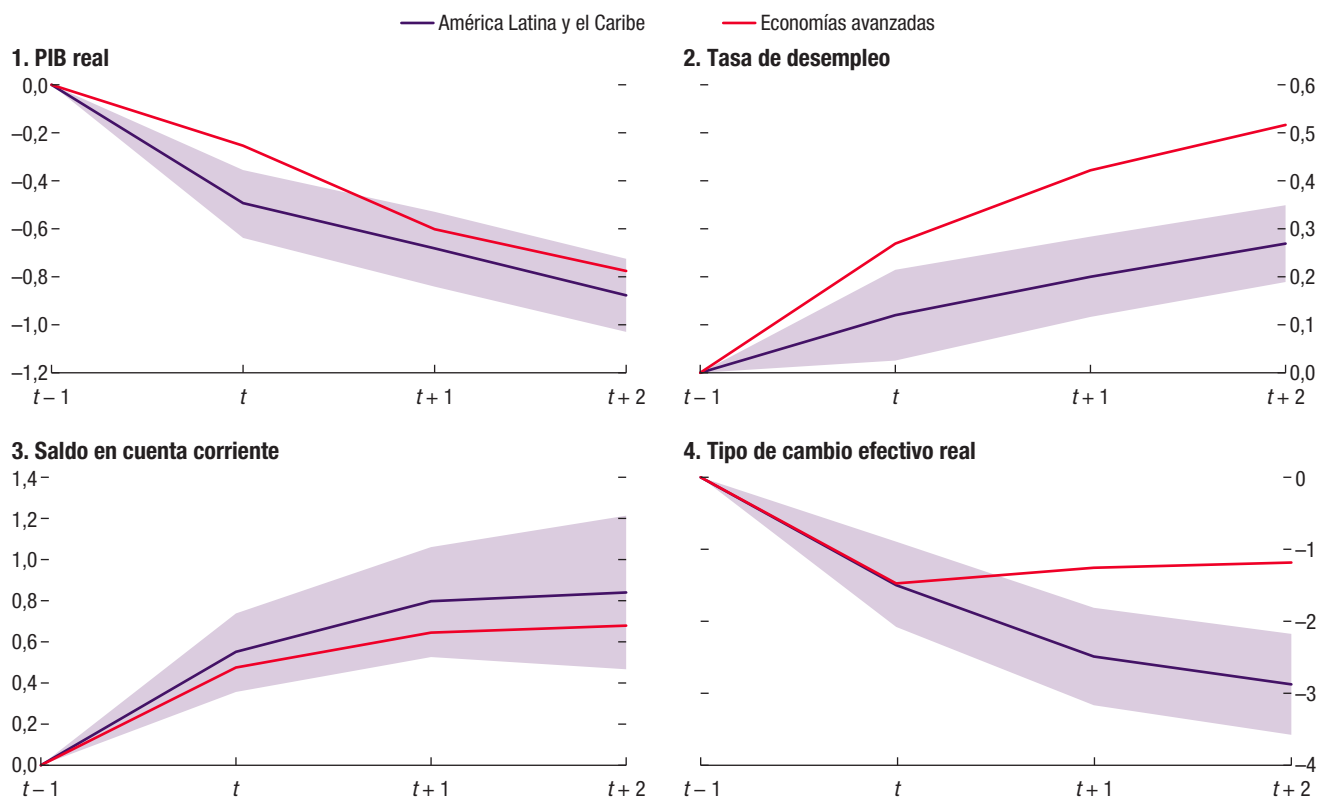 América Latina y el Caribe
Economías avanzadas
1. PIB real
0,0
–0,2
–0,4
–0,6
–0,8
–1,0
–1,2
t – 1
t
t + 1
t + 2
2. Tasa de desempleo
0,6
0,5
0,4
0,3
0,2
0,1
0,0
t – 1
t
t + 1
t + 2
3. Saldo en cuenta corriente
1,4
1,2
1,0
0,8
0,6
0,4
0,2
0,0
t – 1
t
t + 1
t + 2
4. Tipo de cambio efectivo real
0
–1
–2
–3
–4
t – 1
t
t + 1
t + 2